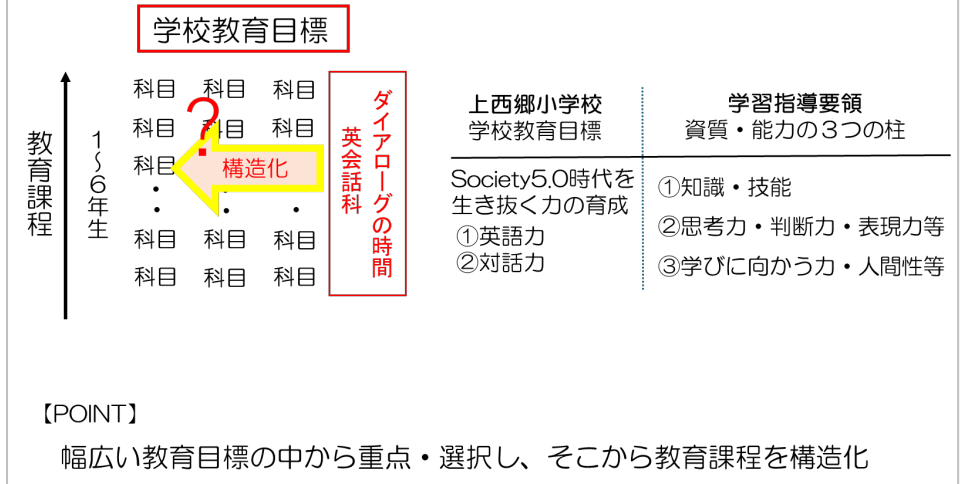 学校教育目標
教育課程
1~6年生
科目 科目 科目
科目 科目 科目
科目
・ ・ ・
・ ・ ・
科目 科目 科目
科目 科目 科目
?
構造化
ダイアローグの時間
英会話科
上西郷小学校
学校教育目標
Society5.0時代を
生き抜く力の育成
①英語力
②対話力
学習指導要領
資質・能力の3つの柱
①知識・技能
②思考力・判断力・表現力等
③学びに向かう力・人間性等
【POINT】
幅広い教育目標の中から重点・選択し、そこから教育課程を構造化